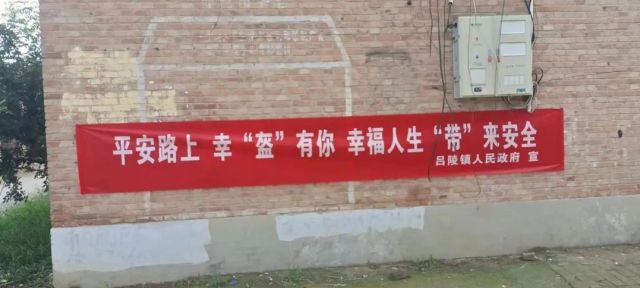 平安路上 幸“盔”有你 幸福人生“带”来安全
吕陵镇人民政府 宣